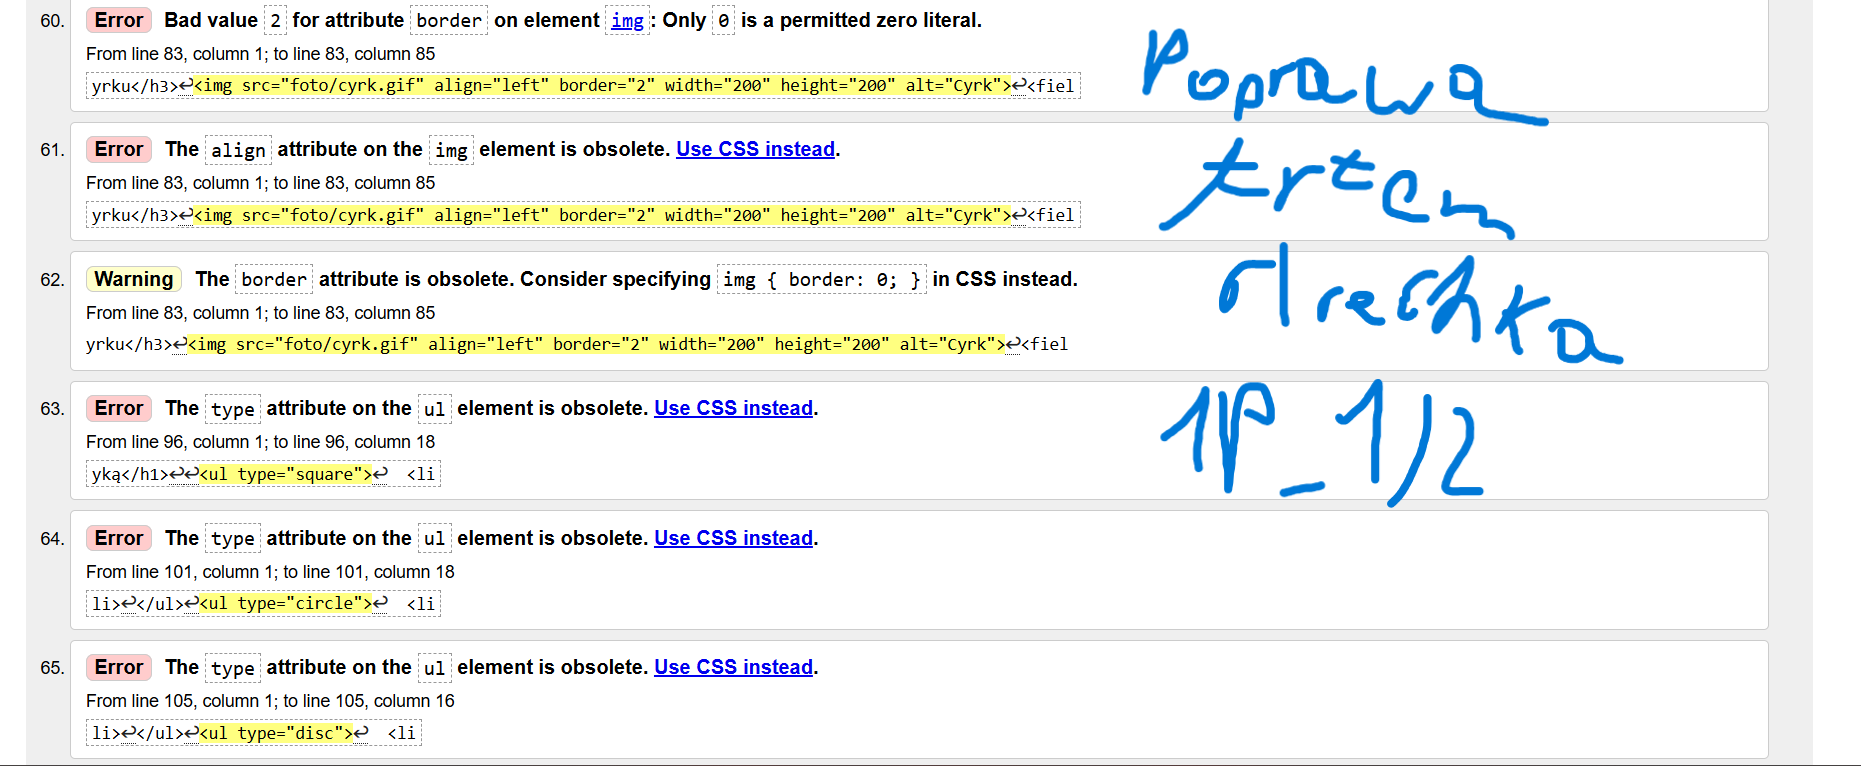 60. Error Bad value 2 for attribute border on element img: Only 0 is a permitted zero literal.
From line 83, column 1; to line 83, column 85
yrku</h3>↩<img src="foto/cyrk.gif" align="left" border="2" width="200" height="200" alt="Cyrk">↩<fiel
61. Error The align attribute on the img element is obsolete. Use CSS instead.
From line 83, column 1; to line 83, column 85
yrku</h3>↩<img src="foto/cyrk.gif" align="left" border="2" width="200" height="200" alt="Cyrk">↩<fiel
62. Warning The border attribute is obsolete. Consider specifying img { border: 0; } in CSS instead.
From line 83, column 1; to line 83, column 85
yrku</h3>↩<img src="foto/cyrk.gif" align="left" border="2" width="200" height="200" alt="Cyrk">↩<fiel
63. Error The type attribute on the ul element is obsolete. Use CSS instead.
From line 96, column 1; to line 96, column 18
yką</h1>↩↩<ul type="square">↩ <li
64. Error The type attribute on the ul element is obsolete. Use CSS instead.
From line 101, column 1; to line 101, column 18
li>↩</ul>↩<ul type="circle">↩ <li
65. Error The type attribute on the ul element is obsolete. Use CSS instead.
From line 105, column 1; to line 105, column 16
li>↩</ul>↩<ul type="disc">↩ <li
Poprawa
1P_1/2